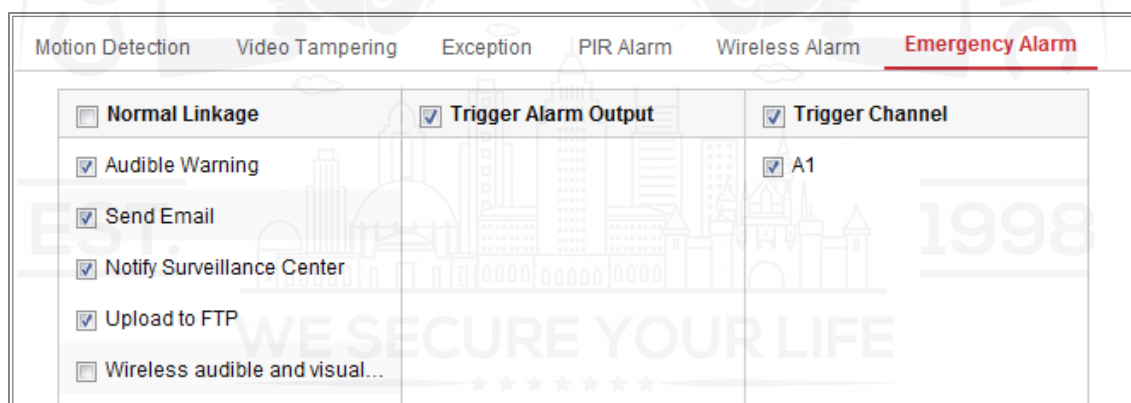 Motion Detection Video Tampering Exception PIR Alarm Wireless Alarm Emergency Alarm
Normal Linkage Trigger Alarm Output Trigger Channel
Audible Warning A1
Send Email
EST. 1998
Notify Surveillance Center
Upload to FTP
WE SECURE YOUR LIFE
Wireless audible and visual...